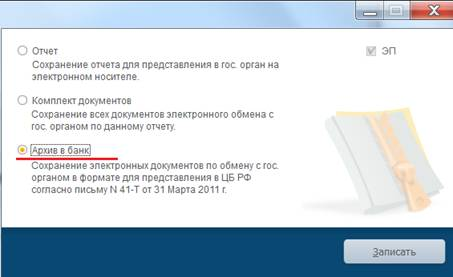 Отчет
ЭП
Сохранение отчета для представления в гос. орган на
электронном носителе.
Комплект документов
Сохранение всех документов электронного обмена с
гос. органом по данному отчету.
Архив в банк
Сохранение электронных документов по обмену с гос.
органом в формате для представления в ЦБ РФ
согласно письму N 41-Т от 31 Марта 2011 г.
Записать